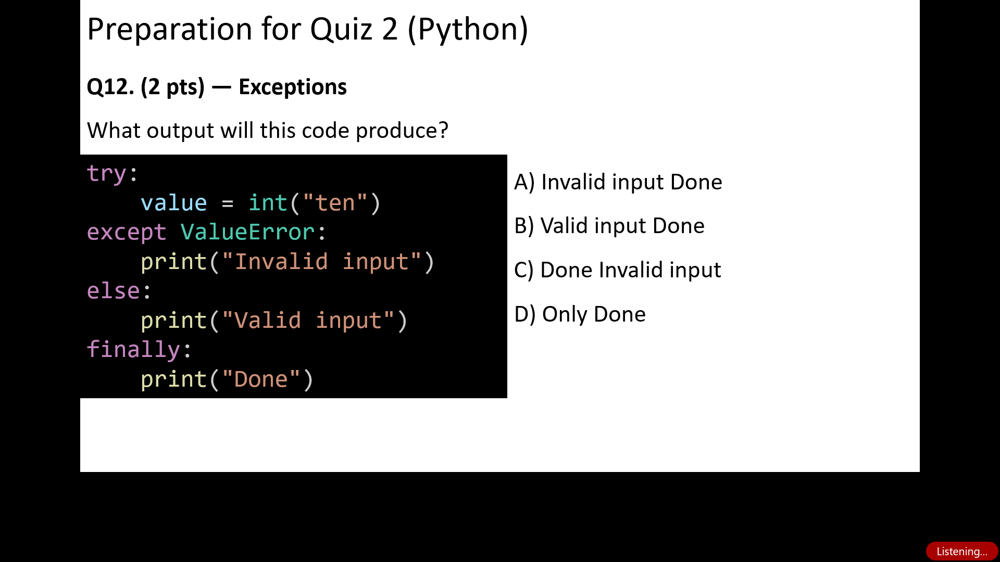 Preparation for Quiz 2 (Python)
Q12. (2 pts) — Exceptions
What output will this code produce?
try:
    value = int("ten")
except ValueError:
    print("Invalid input")
else:
    print("Valid input")
finally:
    print("Done")
A) Invalid input Done
B) Valid input Done
C) Done Invalid input
D) Only Done
Listening...